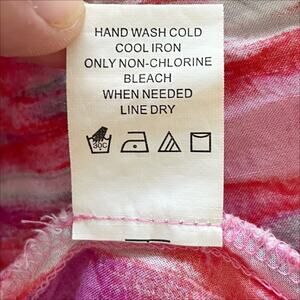 HAND WASH COLD
COOL IRON
ONLY NON-CHLORINE
BLEACH
WHEN NEEDED
LINE DRY
30C